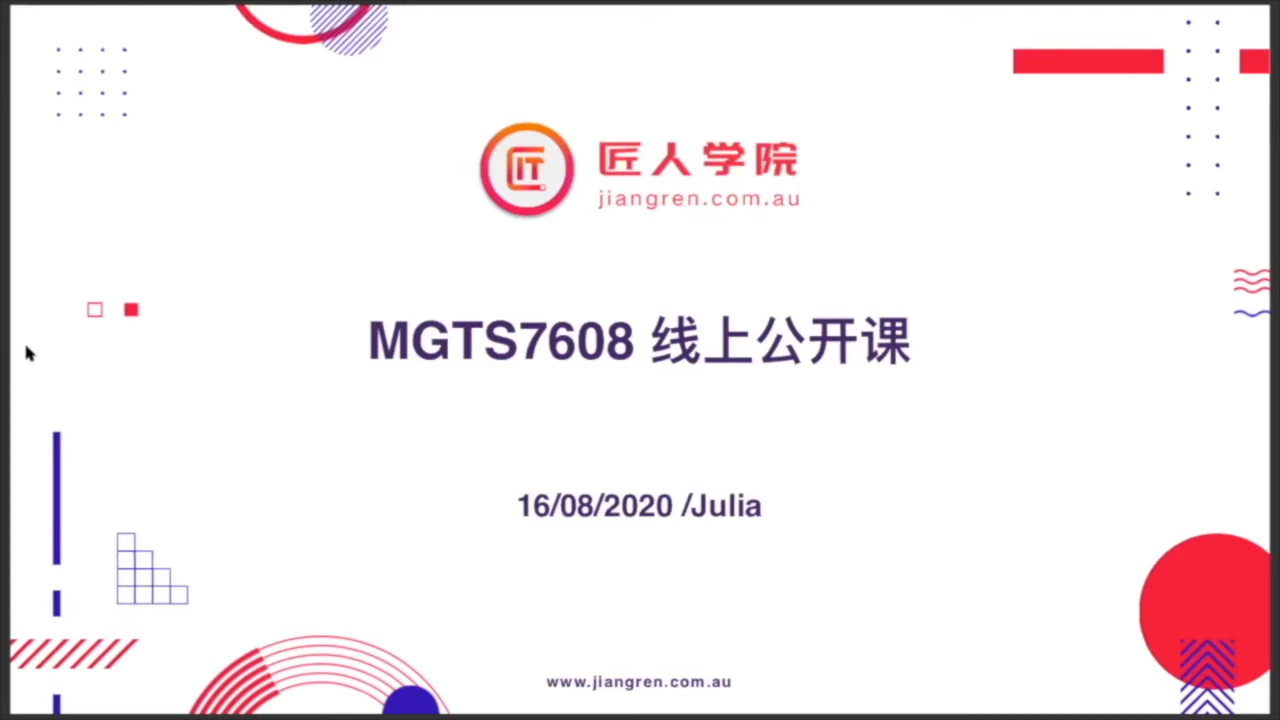 匠人学院
jiangren.com.au
MGTS7608 线上公开课
16/08/2020 /Julia
www.jiangren.com.au